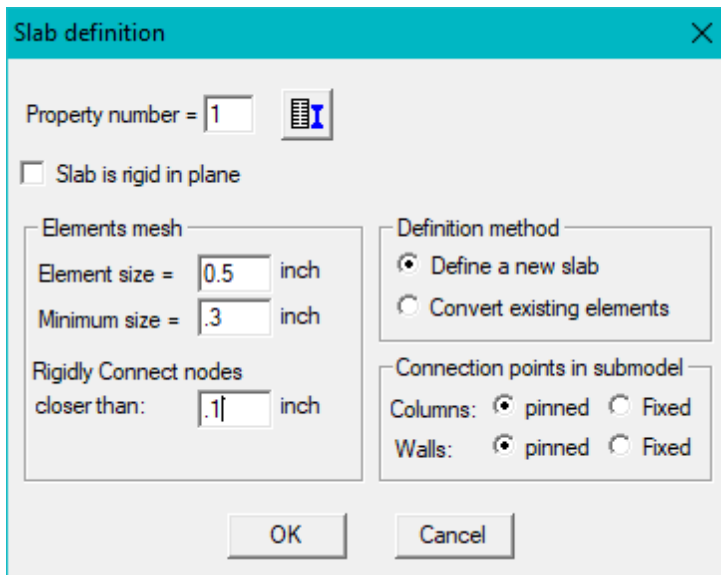 Slab definition
Property number = 1
Slab is rigid in plane
Elements mesh
Element size = 0.5 inch
Minimum size = .3 inch
Rigidly Connect nodes
closer than: .1 inch
Definition method
Define a new slab
Convert existing elements
Connection points in submodel
Columns: pinned Fixed
Walls: pinned Fixed
OK Cancel